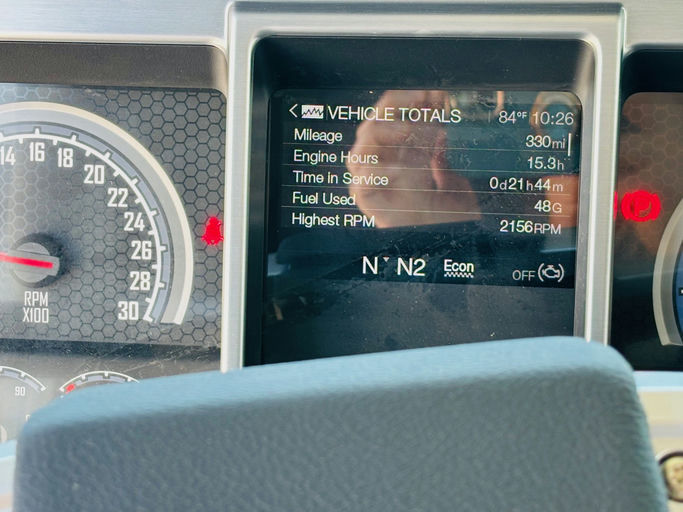 VEHICLE TOTALS 84°F 10:26
Mileage 330mi
Engine Hours 15.3h
Time in Service 0d21h44m
Fuel Used 48G
Highest RPM 2156RPM
N N2 Econ OFF
14 16 18 20 22 24 26 28 30
RPM
X100
90